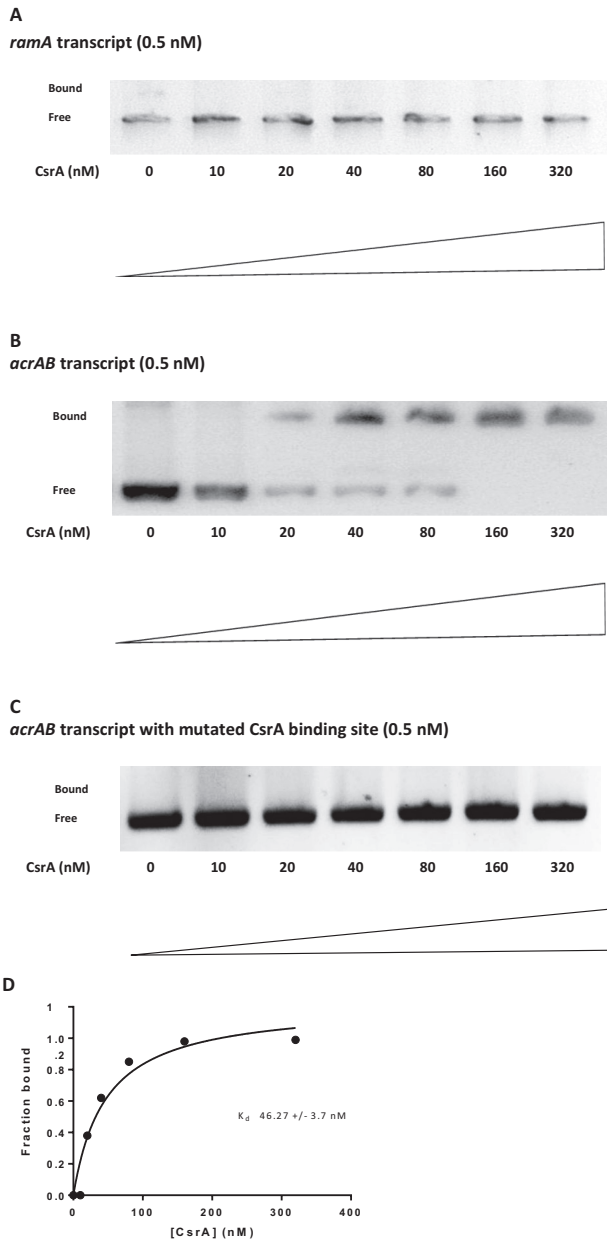 A
ramA transcript (0.5 nM)
Bound
Free
CsrA (nM) 0 10 20 40 80 160 320
B
acrAB transcript (0.5 nM)
Bound
Free
CsrA (nM) 0 10 20 40 80 160 320
C
acrAB transcript with mutated CsrA binding site (0.5 nM)
Bound
Free
CsrA (nM) 0 10 20 40 80 160 320
D
Fraction bound
1
1.0
.2
0.8
0.6
0.4
0.2
0.0
Kd 46.27 +/- 3.7 nM
0 100 200 300 400
[CsrA] (nM)